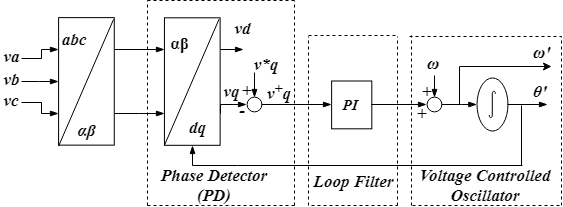 va
vb
vc
abc
αβ
αβ
dq
vd
v*q
vq
+
-
v⁺q
PI
ω
+
+
∫
ω'
θ'
Phase Detector
(PD)
Loop Filter
Voltage Controlled
Oscillator